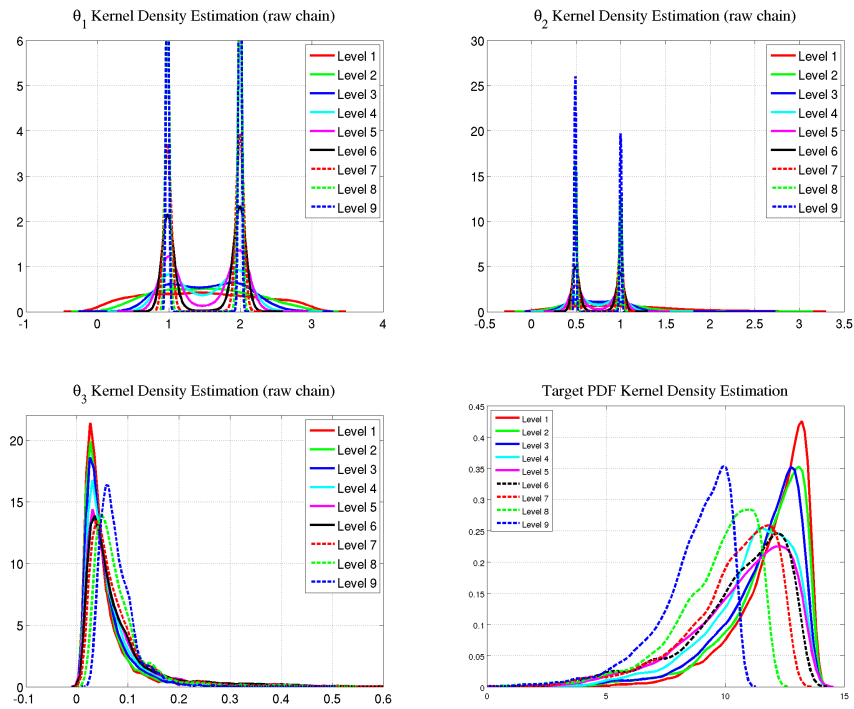 θ1 Kernel Density Estimation (raw chain)
6
5
4
3
2
1
0
-1
0
1
2
3
4
Level 1
Level 2
Level 3
Level 4
Level 5
Level 6
Level 7
Level 8
Level 9
θ2 Kernel Density Estimation (raw chain)
30
25
20
15
10
5
0
-0.5
0
0.5
1
1.5
2
2.5
3
3.5
Level 1
Level 2
Level 3
Level 4
Level 5
Level 6
Level 7
Level 8
Level 9
θ3 Kernel Density Estimation (raw chain)
20
15
10
5
0
-0.1
0
0.1
0.2
0.3
0.4
0.5
0.6
Level 1
Level 2
Level 3
Level 4
Level 5
Level 6
Level 7
Level 8
Level 9
Target PDF Kernel Density Estimation
0.45
0.4
0.35
0.3
0.25
0.2
0.15
0.1
0.05
0
0
5
10
15
Level 1
Level 2
Level 3
Level 4
Level 5
Level 6
Level 7
Level 8
Level 9